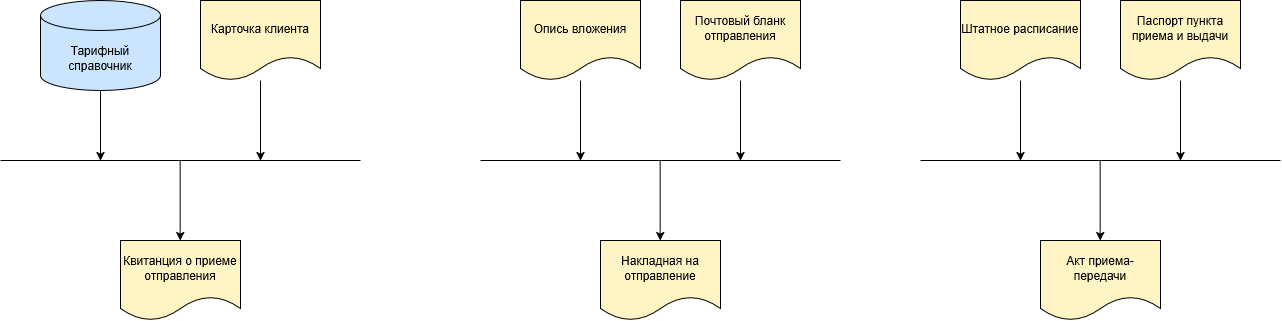 Тарифный
справочник
Карточка клиента
Опись вложения
Почтовый бланк
отправления
Штатное расписание
Паспорт пункта
приема и выдачи
Квитанция о приеме
отправления
Накладная на
отправление
Акт приема-
передачи